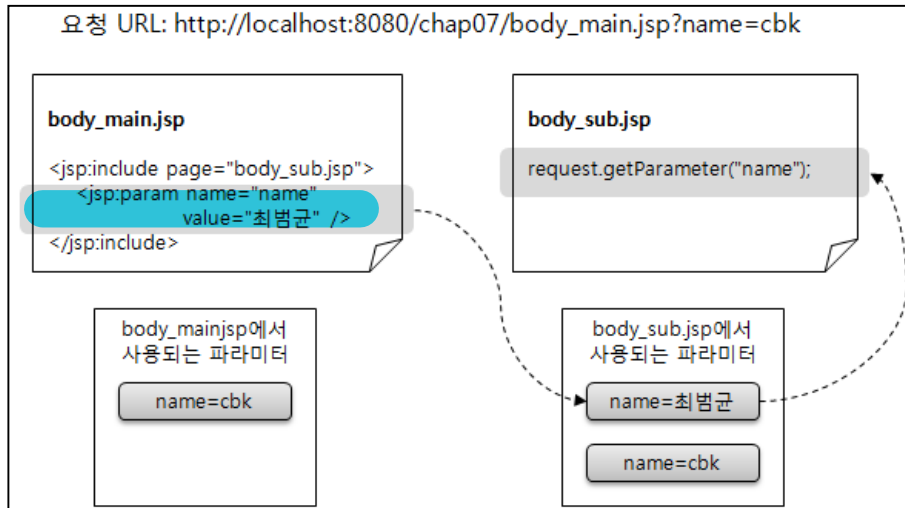 요청 URL: http://localhost:8080/chap07/body_main.jsp?name=cbk
body_main.jsp
<jsp:include page="body_sub.jsp">
<jsp:param name="name"
value="최범균" />
</jsp:include>
body_sub.jsp
request.getParameter("name");
body_mainjsp에서
사용되는 파라미터
name=cbk
body_sub.jsp에서
사용되는 파라미터
name=최범균
name=cbk